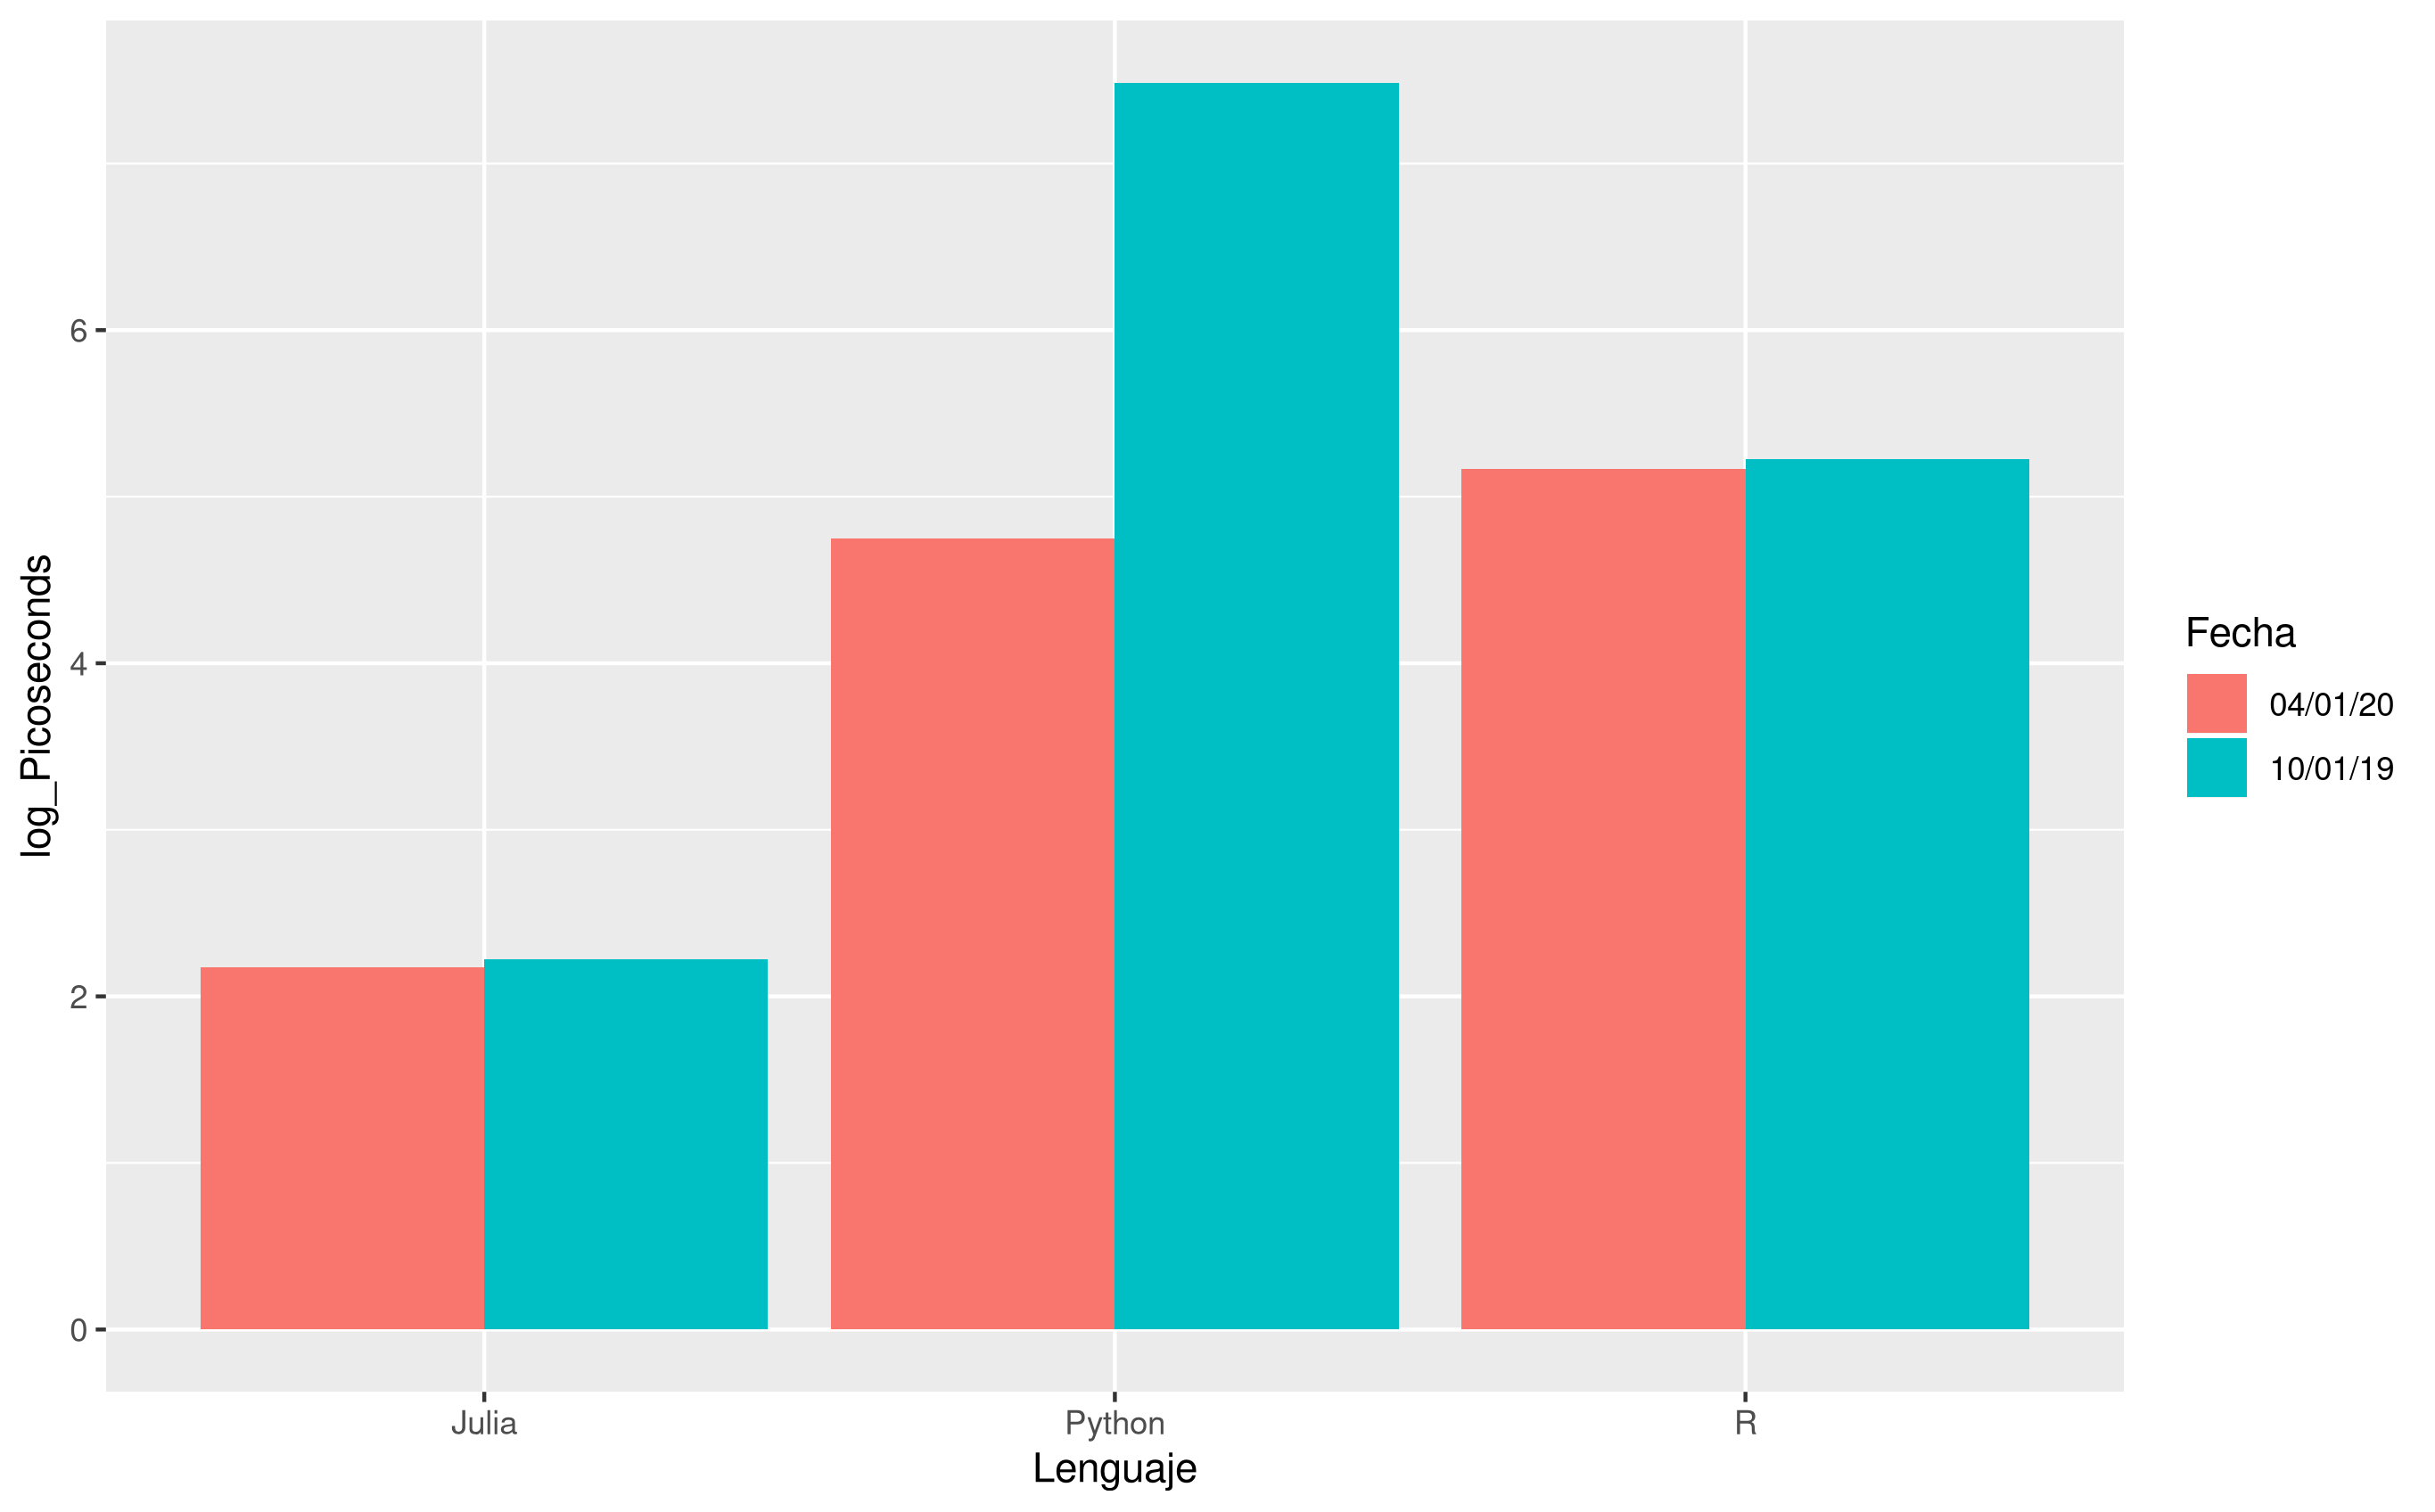 log_Picoseconds
6
4
2
0
Julia
Python
R
Lenguaje
Fecha
04/01/20
10/01/19